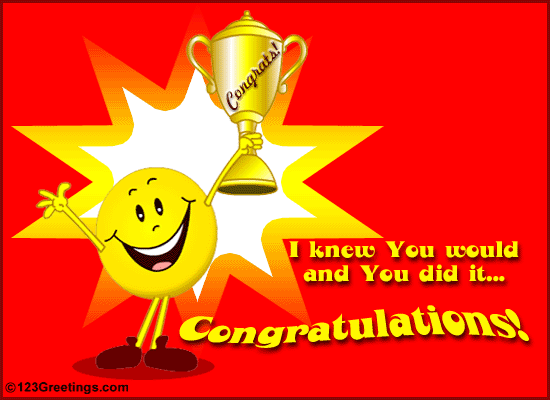 Congrats!
I knew You would
and You did it...
Congratulations!
©123Greetings.com